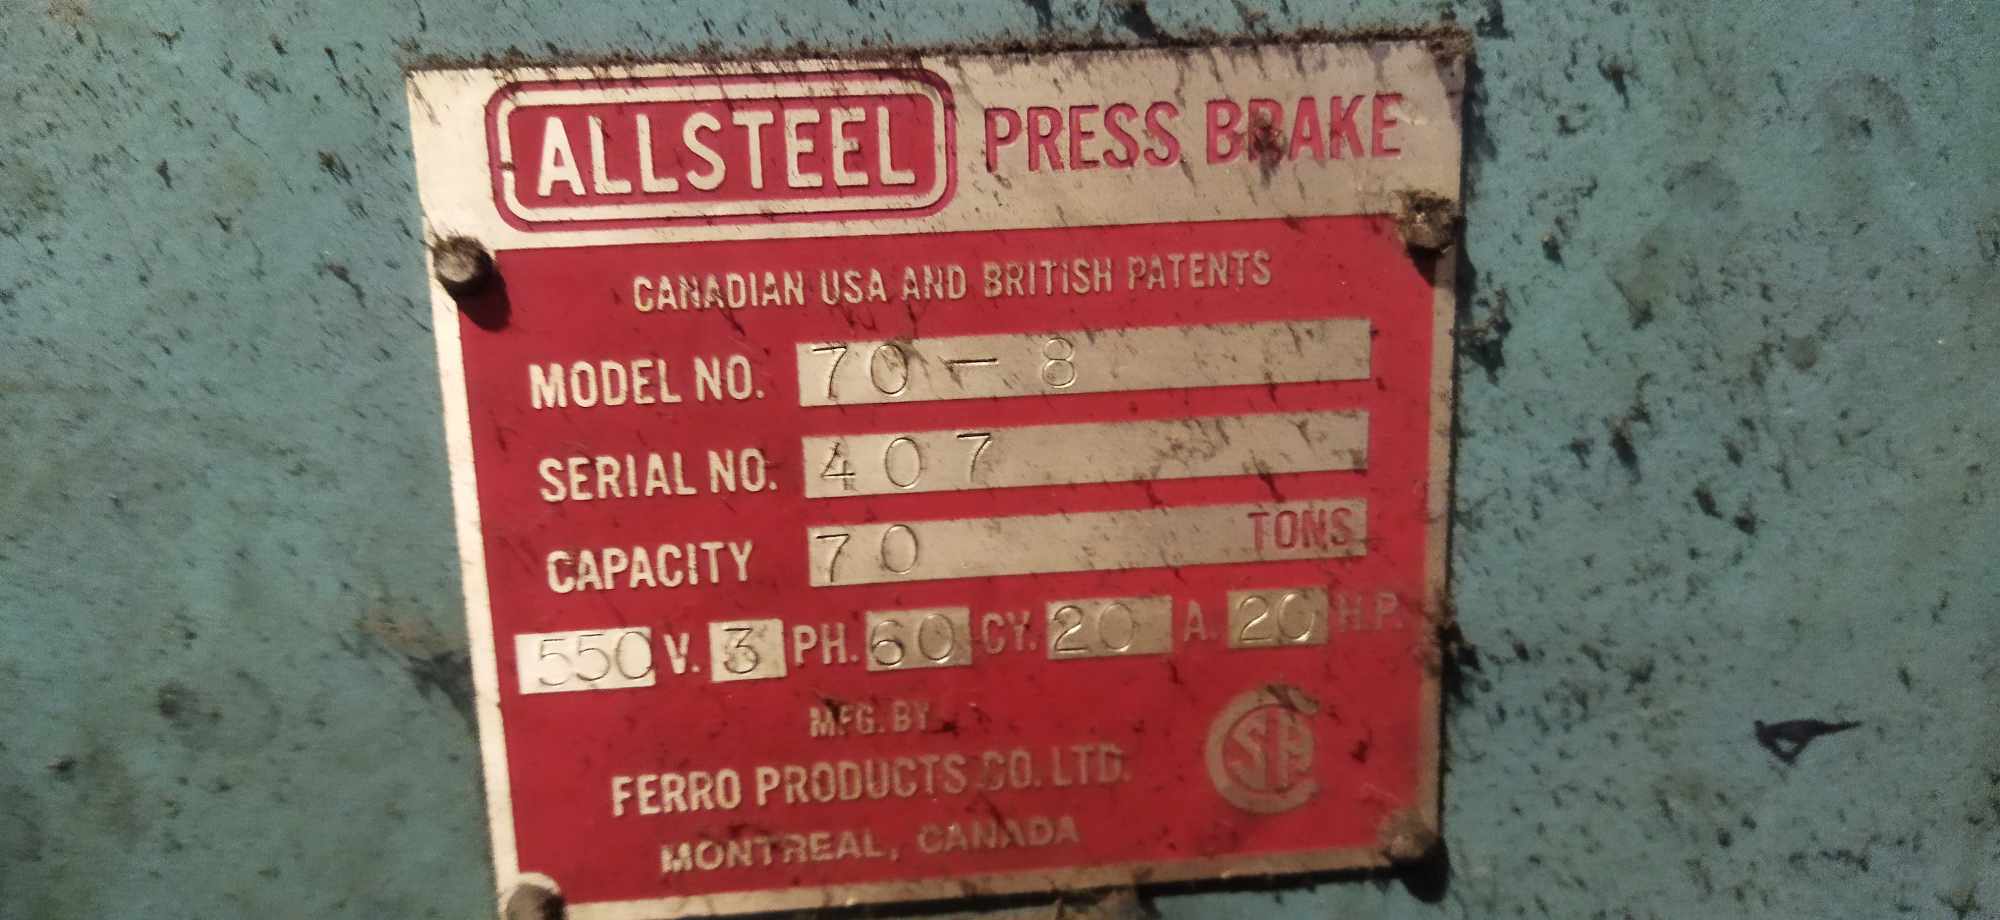 ALLSTEEL PRESS BRAKE
CANADIAN USA AND BRITISH PATENTS
MODEL NO. 70-8
SERIAL NO. 407
CAPACITY 70 TONS
550 V. 3 PH. 60 CY. 20 A. 20 H.P.
MFG. BY
FERRO PRODUCTS CO. LTD.
CSA
MONTREAL, CANADA